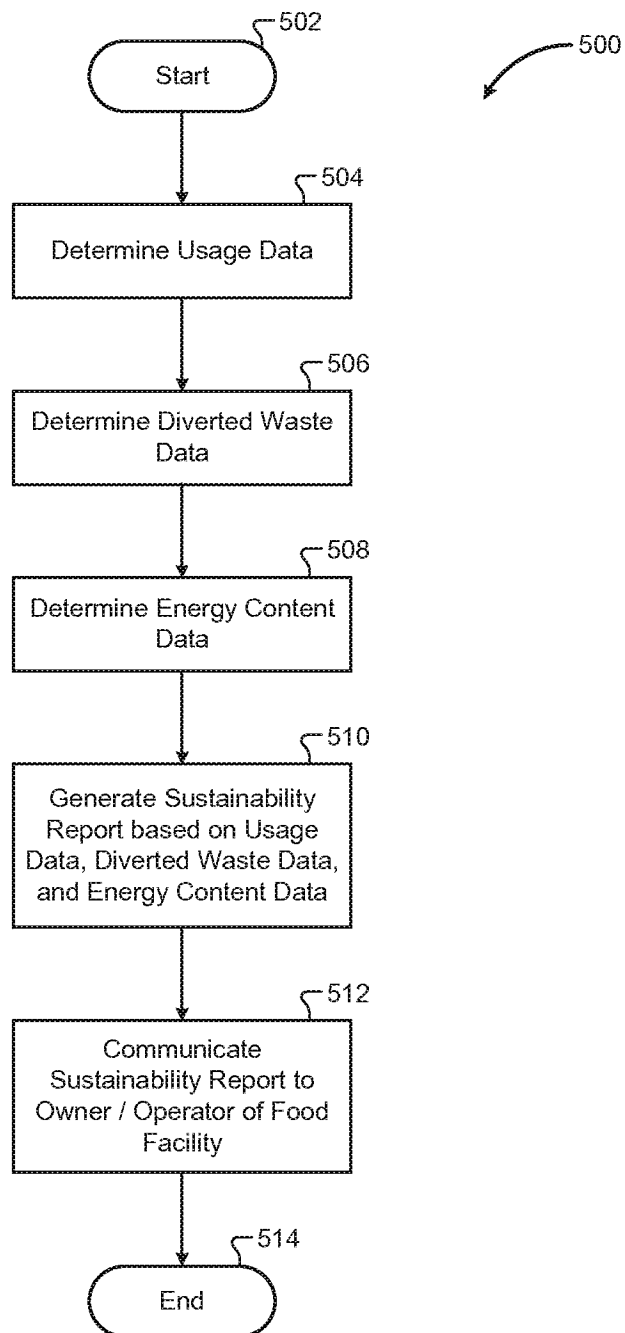 502
500
Start
504
Determine Usage Data
506
Determine Diverted Waste
Data
508
Determine Energy Content
Data
510
Generate Sustainability
Report based on Usage
Data, Diverted Waste Data,
and Energy Content Data
512
Communicate
Sustainability Report to
Owner / Operator of Food
Facility
514
End